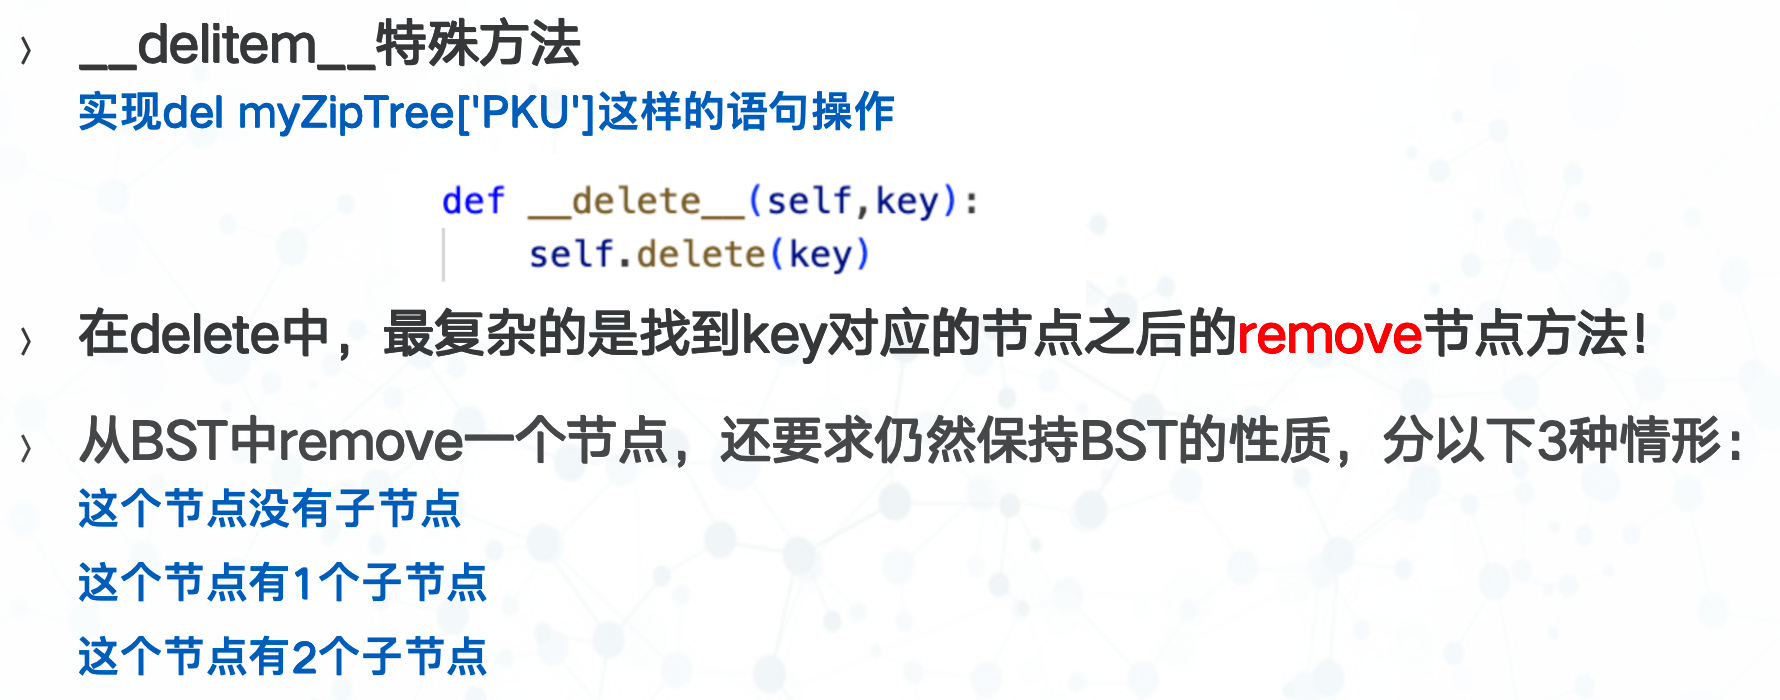 › __delitem__特殊方法
实现del myZipTree['PKU']这样的语句操作
def __delete__(self,key):
    self.delete(key)
› 在delete中，最复杂的是找到key对应的节点之后的remove节点方法！
› 从BST中remove一个节点，还要求仍然保持BST的性质，分以下3种情形：
这个节点没有子节点
这个节点有1个子节点
这个节点有2个子节点